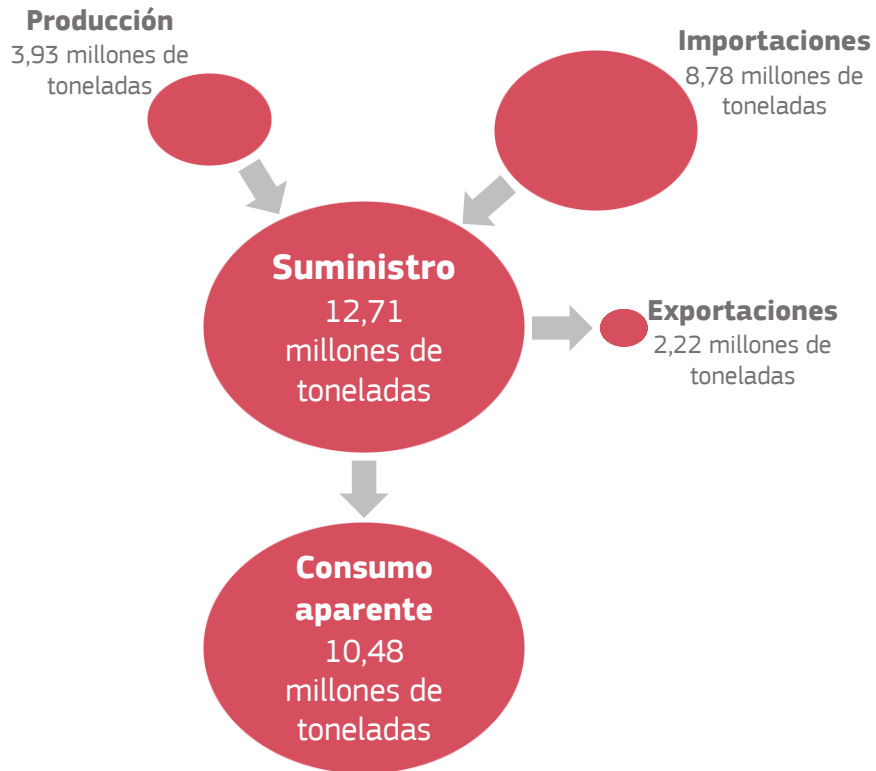 Producción
3,93 millones de
toneladas
Importaciones
8,78 millones de
toneladas
Suministro
12,71
millones de
toneladas
Exportaciones
2,22 millones de
toneladas
Consumo
aparente
10,48
millones de
toneladas